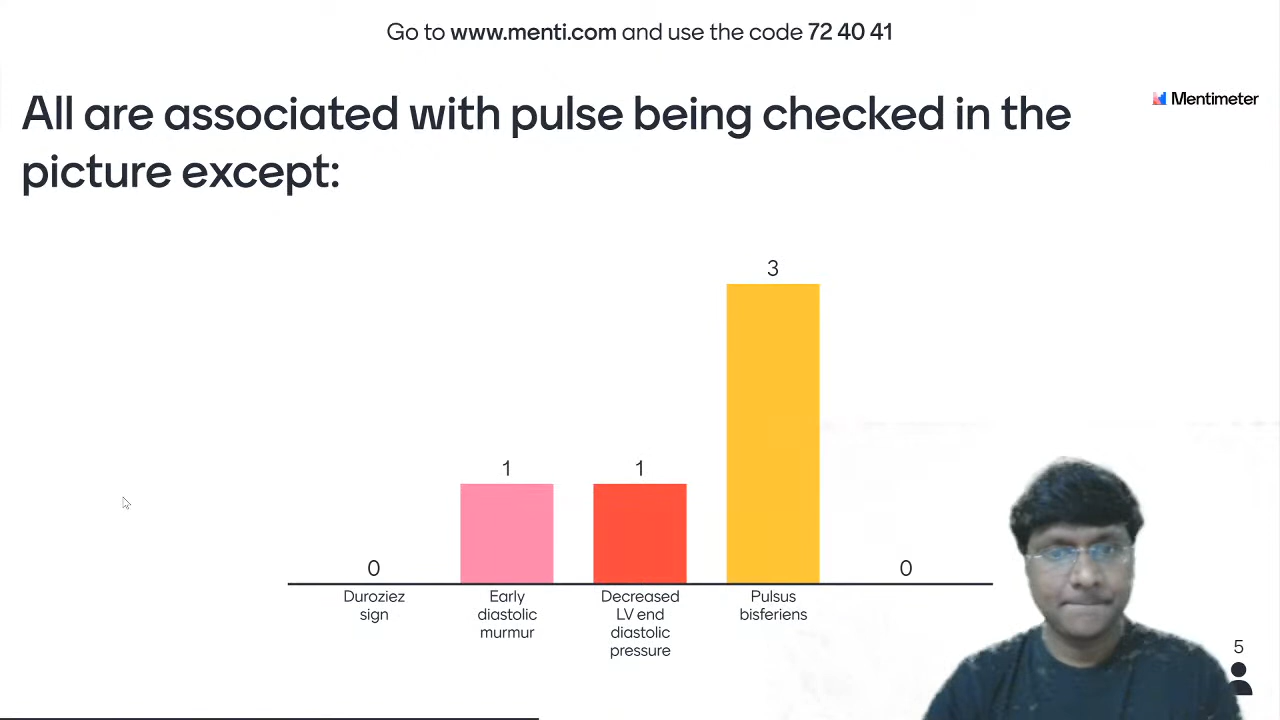 Go to www.menti.com and use the code 72 40 41
Mentimeter
All are associated with pulse being checked in the
picture except:
3
1
1
0
0
Duroziez
sign
Early
diastolic
murmur
Decreased
LV end
diastolic
pressure
Pulsus
bisferiens
5